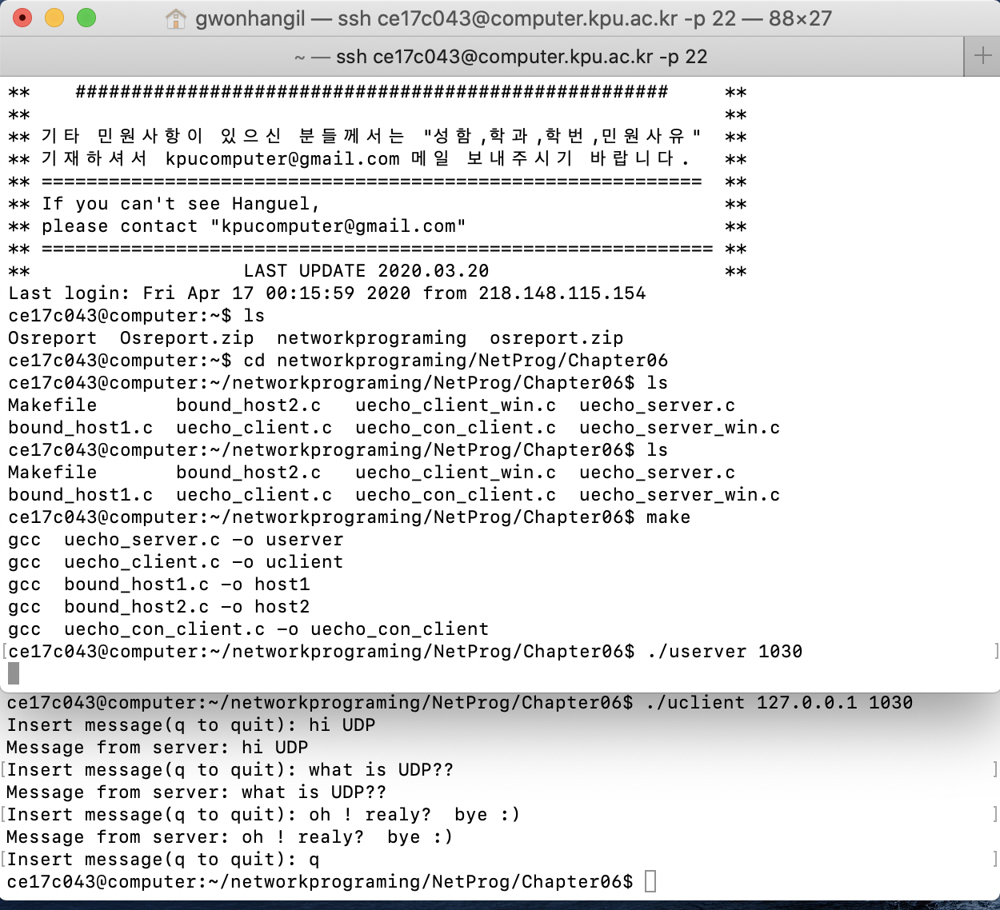 gwonhangil — ssh ce17c043@computer.kpu.ac.kr -p 22 — 88×27
~ — ssh ce17c043@computer.kpu.ac.kr -p 22
**    #####################################################     **
**                                                              **
** 기타 민원사항이 있으신 분들께서는 "성함,학과,학번,민원사유"  **
** 기재하셔서 kpucomputer@gmail.com 메일 보내주시기 바랍니다.   **
** ===========================================================  **
** If you can't see Hanguel,                                    **
** please contact "kpucomputer@gmail.com"                       **
** ============================================================ **
**                   LAST UPDATE 2020.03.20                     **
Last login: Fri Apr 17 00:15:59 2020 from 218.148.115.154
ce17c043@computer:~$ ls
Osreport  Osreport.zip  networkprograming  osreport.zip
ce17c043@computer:~$ cd networkprograming/NetProg/Chapter06
ce17c043@computer:~/networkprograming/NetProg/Chapter06$ ls
Makefile       bound_host2.c   uecho_client_win.c  uecho_server.c
bound_host1.c  uecho_client.c  uecho_con_client.c  uecho_server_win.c
ce17c043@computer:~/networkprograming/NetProg/Chapter06$ ls
Makefile       bound_host2.c   uecho_client_win.c  uecho_server.c
bound_host1.c  uecho_client.c  uecho_con_client.c  uecho_server_win.c
ce17c043@computer:~/networkprograming/NetProg/Chapter06$ make
gcc  uecho_server.c -o userver
gcc  uecho_client.c -o uclient
gcc  bound_host1.c -o host1
gcc  bound_host2.c -o host2
gcc  uecho_con_client.c -o uecho_con_client
[ce17c043@computer:~/networkprograming/NetProg/Chapter06$ ./userver 1030 ]
ce17c043@computer:~/networkprograming/NetProg/Chapter06$ ./uclient 127.0.0.1 1030
Insert message(q to quit): hi UDP
Message from server: hi UDP
[Insert message(q to quit): what is UDP?? ]
Message from server: what is UDP??
[Insert message(q to quit): oh ! realy?  bye :) ]
Message from server: oh ! realy?  bye :)
[Insert message(q to quit): q ]
ce17c043@computer:~/networkprograming/NetProg/Chapter06$